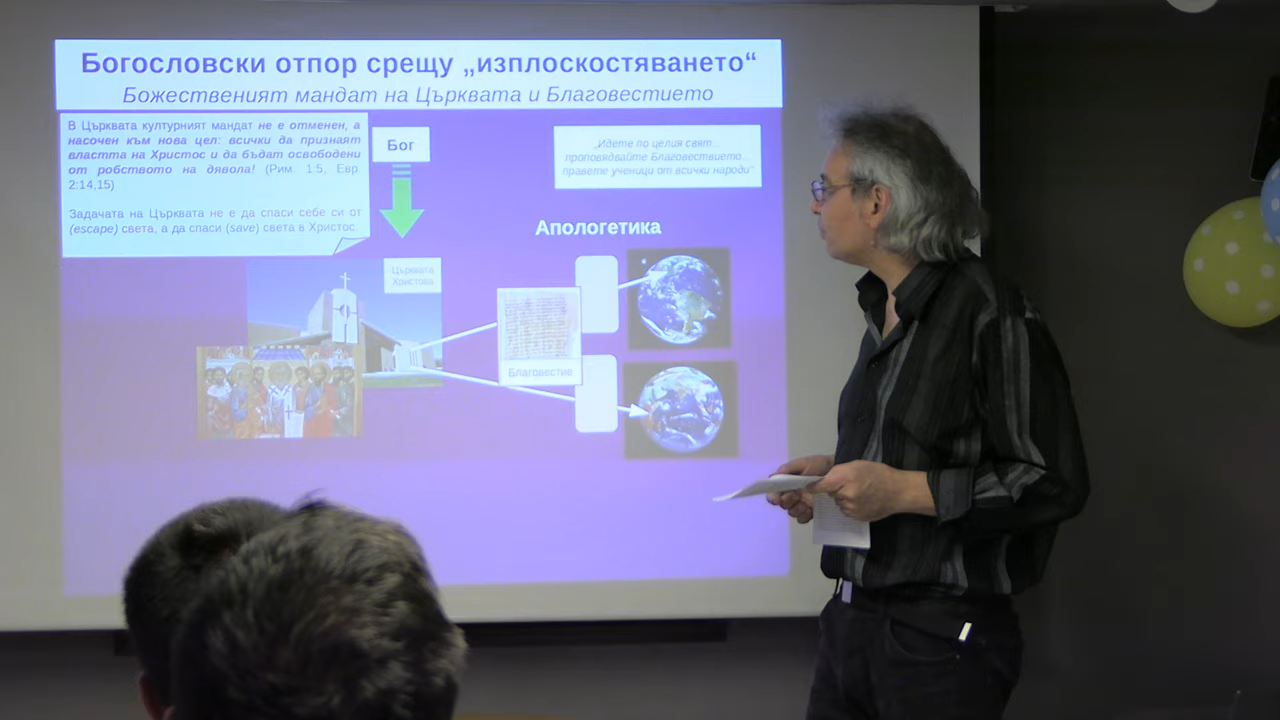 Богословски отпор срещу „изплоскостяването“
Божественият мандат на Църквата и Благовестието
В Църквата културният мандат не е отменен, а
насочен към нова цел: всички да признаят
властта на Христос и да бъдат освободени
от робството на дявола! (Рим. 1:5, Евр.
2:14,15)
Задачата на Църквата не е да спаси себе си от
(escape) света, а да спаси (save) света в Христос.
Бог
„Идете по целия свят...
проповядвайте Благовествието...
правете ученици от всички народи“
Апологетика
Църквата
Христова
Благовестие